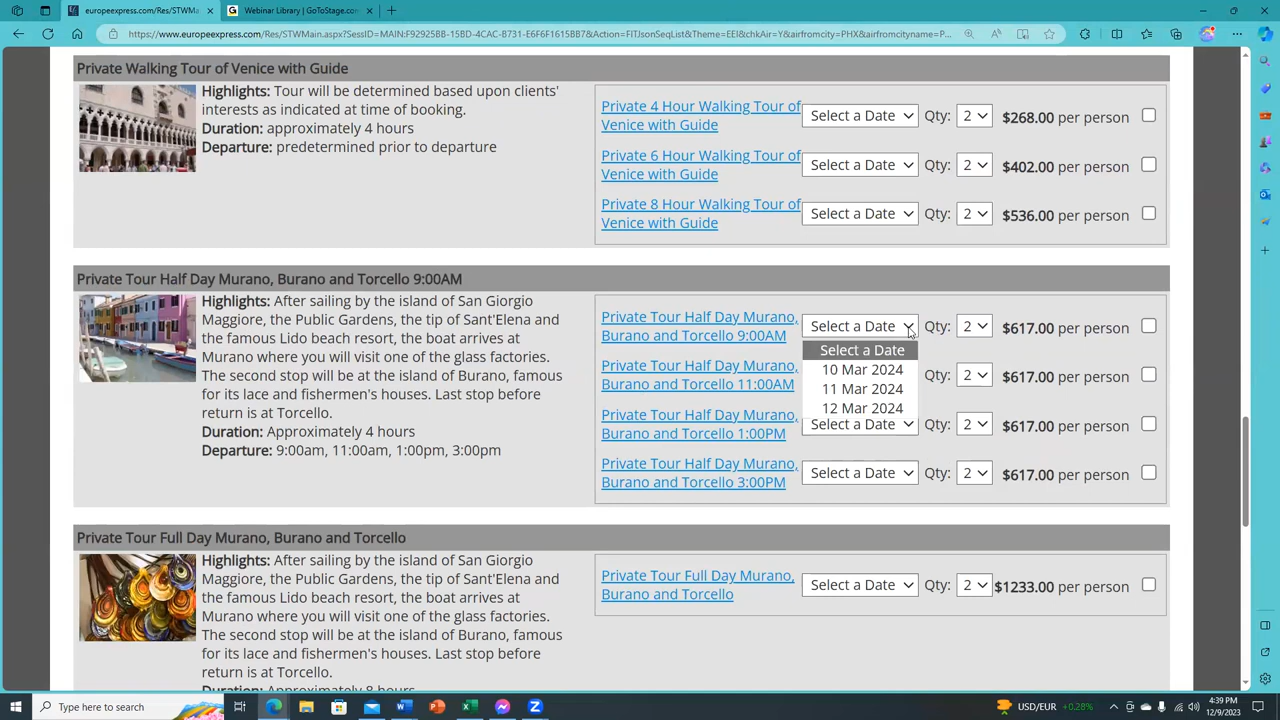 europeexpress.com/Res/STWMa
Webinar Library | GoToStage.co
https://www.europeexpress.com/Res/STWMain.aspx?SessID=MAIN:F92925BB-15BD-4CAC-B731-E6F6F1615BB7&Action=FITJsonSeqList&Theme=EEI&chkAir=Y&airfromcity=PHX&airfromcityname=P...
Private Walking Tour of Venice with Guide
Highlights: Tour will be determined based upon clients'
interests as indicated at time of booking.
Duration: approximately 4 hours
Departure: predetermined prior to departure
Private 4 Hour Walking Tour of
Venice with Guide
Select a Date Qty: 2 $268.00 per person
Private 6 Hour Walking Tour of
Venice with Guide
Select a Date Qty: 2 $402.00 per person
Private 8 Hour Walking Tour of
Venice with Guide
Select a Date Qty: 2 $536.00 per person
Private Tour Half Day Murano, Burano and Torcello 9:00AM
Highlights: After sailing by the island of San Giorgio
Maggiore, the Public Gardens, the tip of Sant'Elena and
the famous Lido beach resort, the boat arrives at
Murano where you will visit one of the glass factories.
The second stop will be at the island of Burano, famous
for its lace and fishermen's houses. Last stop before
return is at Torcello.
Duration: Approximately 4 hours
Departure: 9:00am, 11:00am, 1:00pm, 3:00pm
Private Tour Half Day Murano,
Burano and Torcello 9:00AM
Select a Date Qty: 2 $617.00 per person
Select a Date
10 Mar 2024
11 Mar 2024
12 Mar 2024
Private Tour Half Day Murano,
Burano and Torcello 11:00AM
Qty: 2 $617.00 per person
Private Tour Half Day Murano,
Burano and Torcello 1:00PM
Select a Date Qty: 2 $617.00 per person
Private Tour Half Day Murano,
Burano and Torcello 3:00PM
Select a Date Qty: 2 $617.00 per person
Private Tour Full Day Murano, Burano and Torcello
Highlights: After sailing by the island of San Giorgio
Maggiore, the Public Gardens, the tip of Sant'Elena and
the famous Lido beach resort, the boat arrives at
Murano where you will visit one of the glass factories.
The second stop will be at the island of Burano, famous
for its lace and fishermen's houses. Last stop before
return is at Torcello.
Duration: Approximately 8 hours
Private Tour Full Day Murano,
Burano and Torcello
Select a Date Qty: 2 $1233.00 per person
Type here to search
USD/EUR +0.28%
4:39 PM
12/9/2023